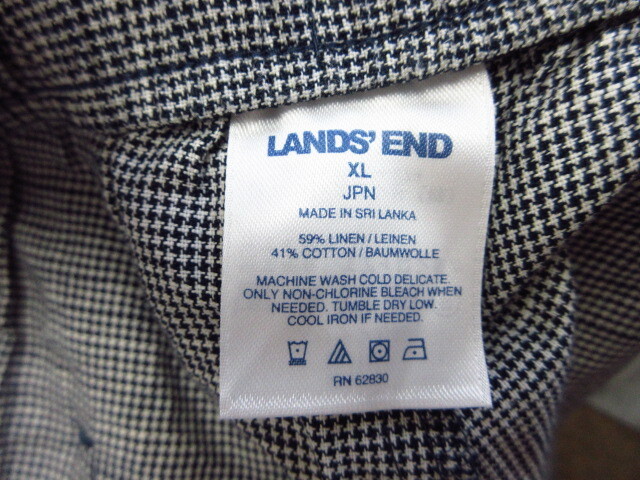 LANDS' END
XL
JPN
MADE IN SRI LANKA
59% LINEN / LEINEN
41% COTTON / BAUMWOLLE
MACHINE WASH COLD DELICATE.
ONLY NON-CHLORINE BLEACH WHEN
NEEDED. TUMBLE DRY LOW.
COOL IRON IF NEEDED.
RN 62830